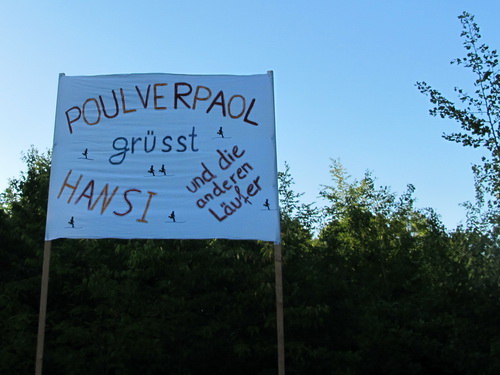 POULVERPAOL
grüsst
HANSI
und die
anderen
Läufer